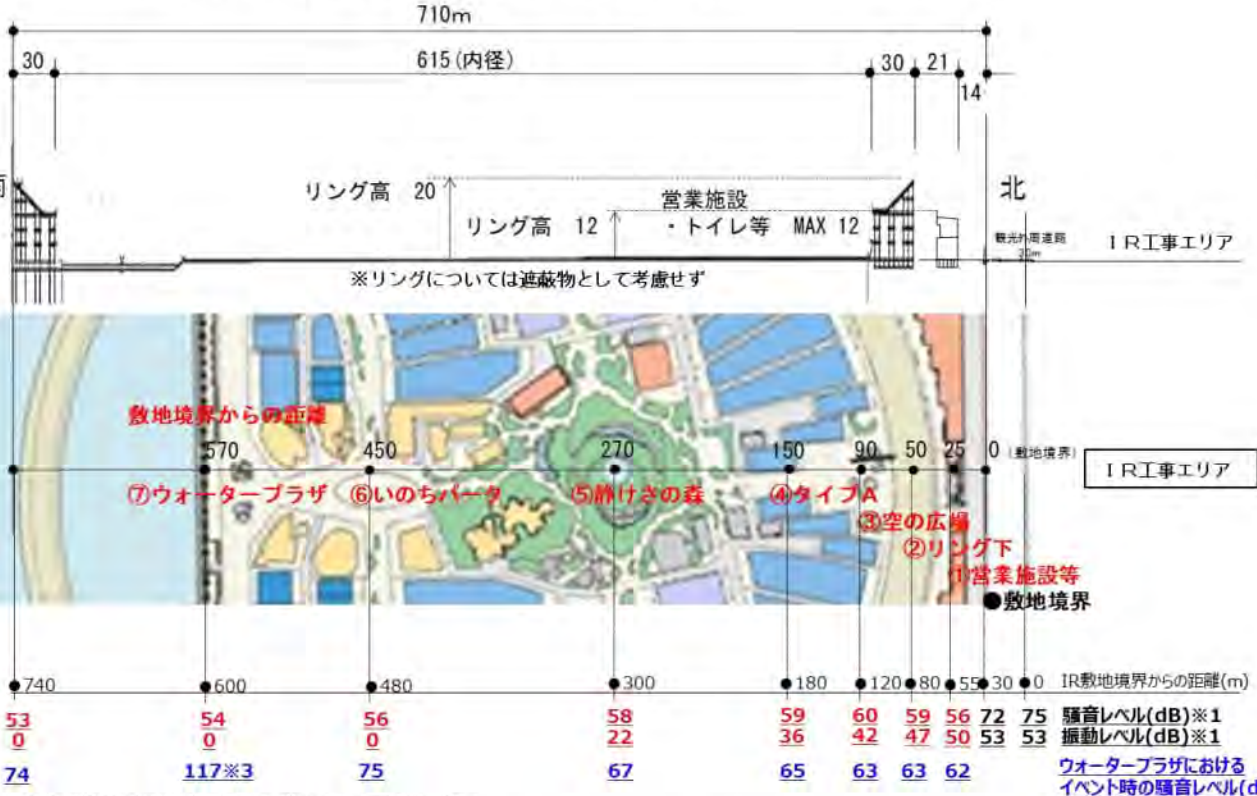 710m
30
615(内径)
30
21
14
リング高 20
営業施設
北
リング高 12
・トイレ等 MAX 12
観光外周道路
20m
IR工事エリア
※リングについては遮蔽物として考慮せず
敷地境界からの距離
570
450
270
150
90
50
25
0
(敷地境界)
IR工事エリア
⑦ウォータープラザ
⑥いのちパーク
⑤静けさの森
④タイプA
③空の広場
②リング下
①営業施設等
●敷地境界
740
600
480
300
180
120
80
55
30
0
IR敷地境界からの距離(m)
53
54
56
58
59
60
59
56
72
75
騒音レベル(dB)※1
0
0
0
22
36
42
47
50
53
53
振動レベル(dB)※1
74
117※3
75
67
65
63
63
62
ウォータープラザにおける
イベント時の騒音レベル(d